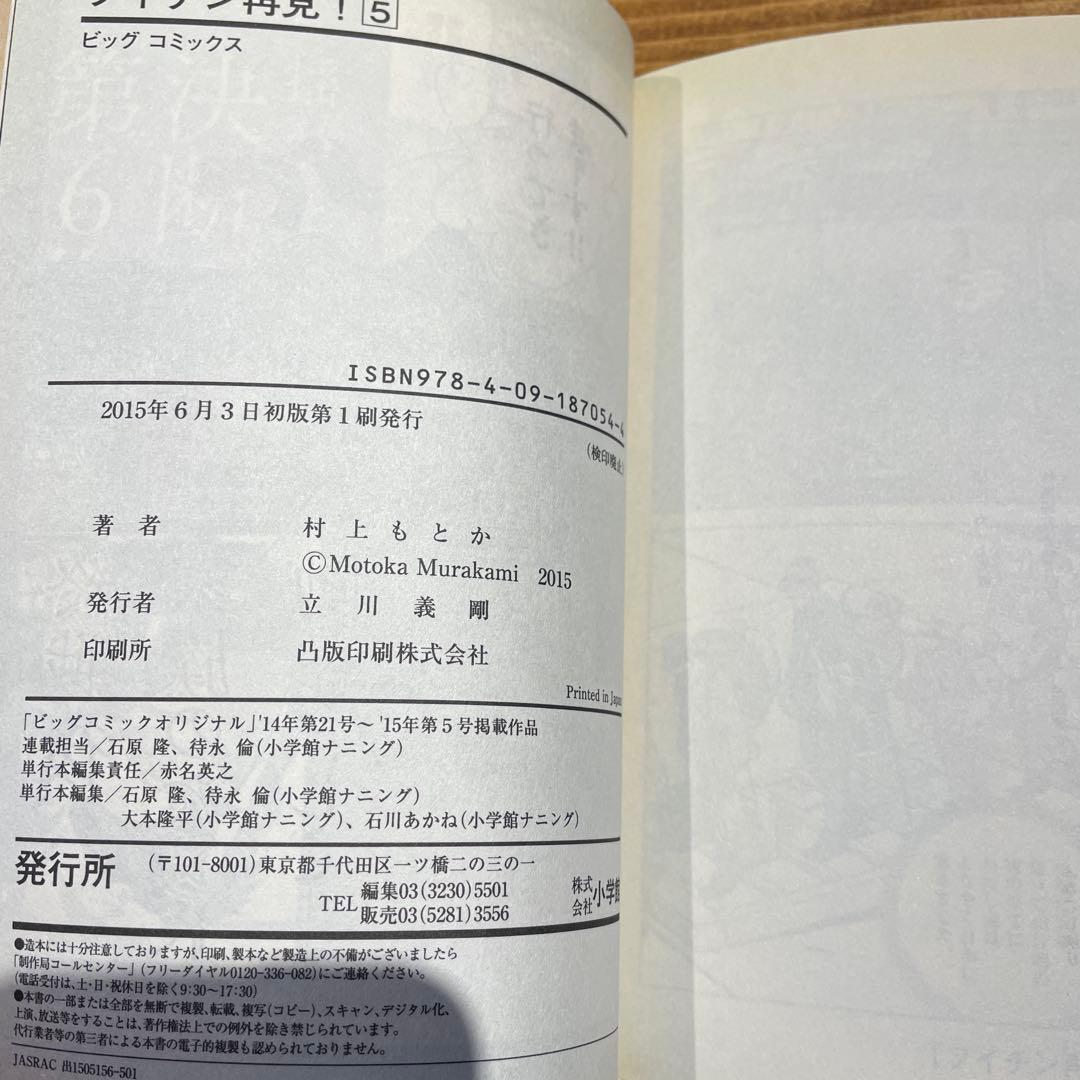 フイチン再見！5
ビッグ コミックス
ISBN978-4-09-187054-4
2015年6月3日初版第1刷発行
(検印廃止)
著 者 村 上 も と か
©Motoka Murakami 2015
発行者 立 川 義 剛
印刷所 凸版印刷株式会社
Printed in Japan
「ビッグコミックオリジナル」'14年第21号～'15年第5号掲載作品
連載担当／石原 隆、待永 倫(小学館ナニング)
単行本編集責任／赤名英之
単行本編集／石原 隆、待永 倫(小学館ナニング)
大本隆平(小学館ナニング)、石川あかね(小学館ナニング)
発行所 (〒101-8001)東京都千代田区一ツ橋二の三の一
TEL 編集03(3230)5501
販売03(5281)3556
株式会社 小学館
●造本には十分注意しておりますが、印刷、製本など製造上の不備がございましたら
「制作局コールセンター」(フリーダイヤル0120-336-082)にご連絡ください。
(電話受付は、土・日・祝休日を除く9:30～17:30)
●本書の一部または全部を無断で複製、転載、複写(コピー)、スキャン、デジタル化、
上演、放送等をすることは、著作権法上での例外を除き禁じられています。
代行業者等の第三者による本書の電子的複製も認められておりません。
JASRAC 出1505156-501